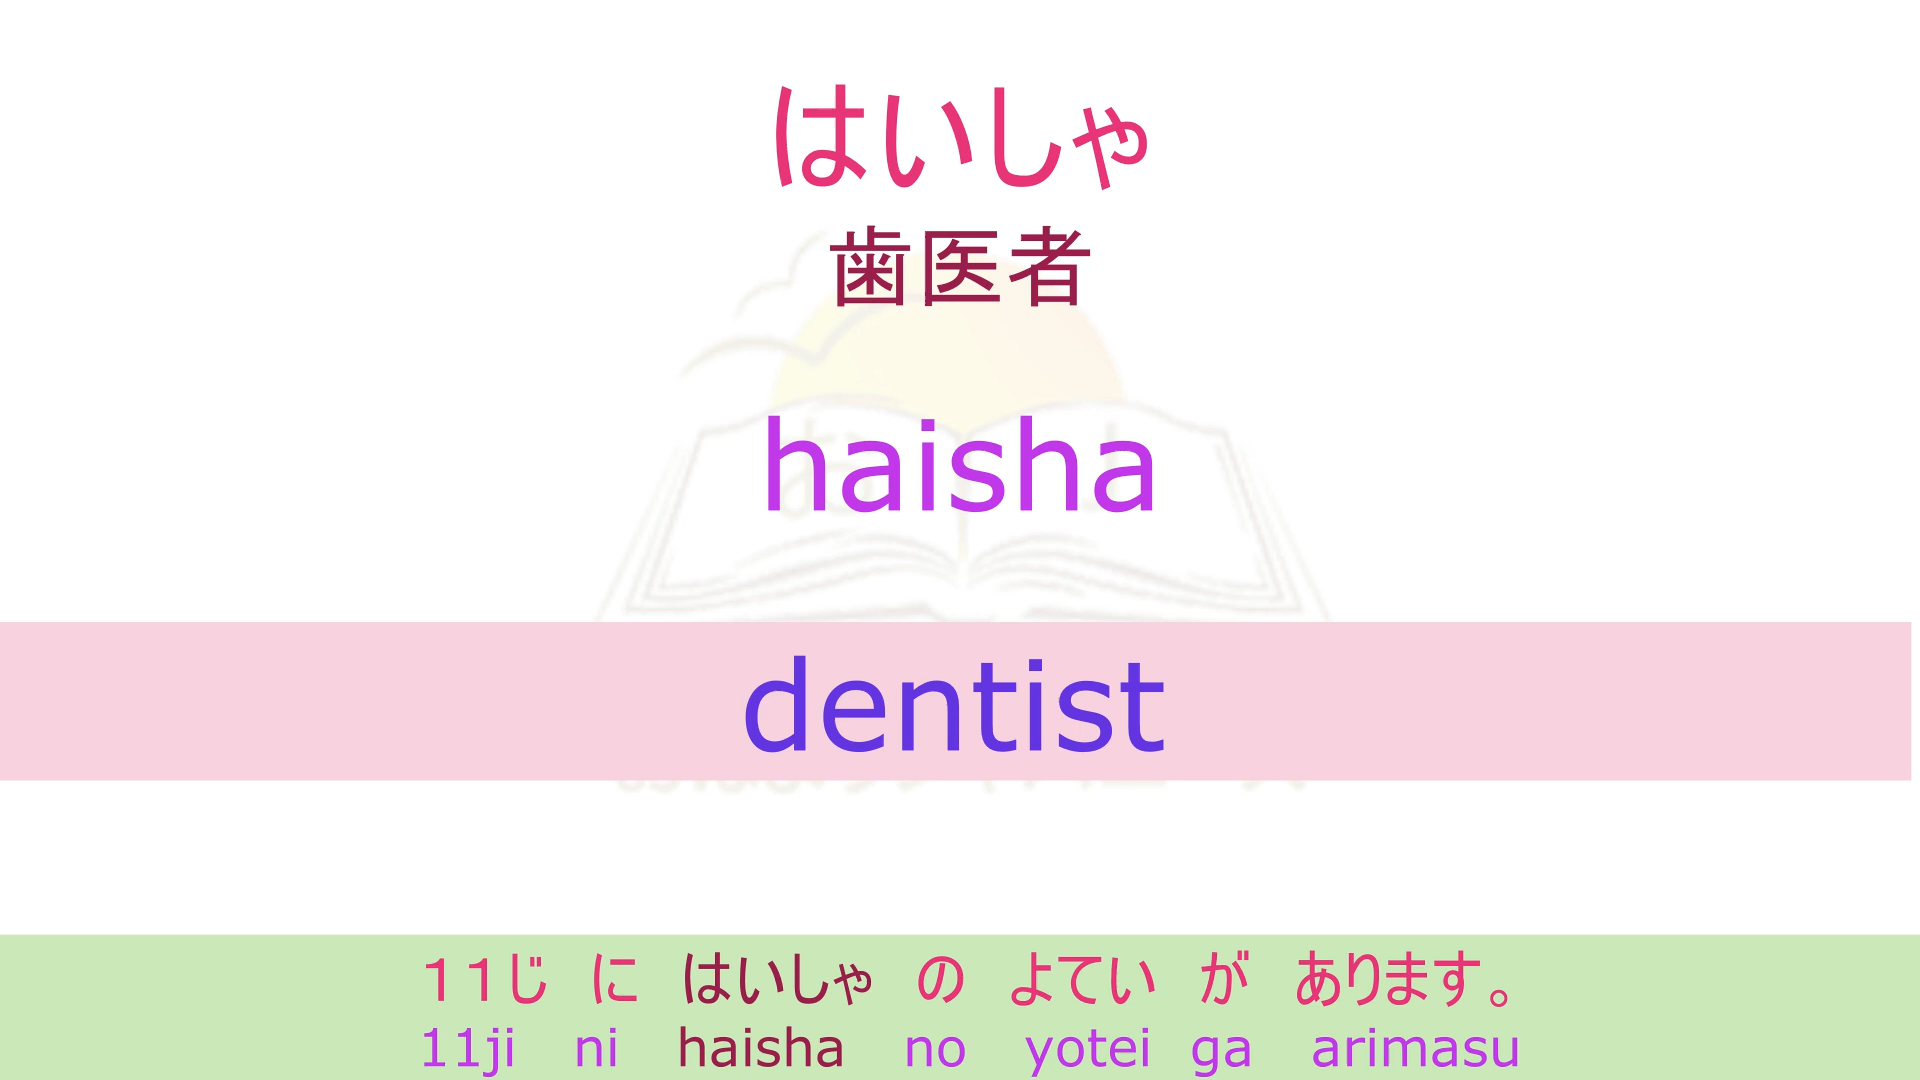 はいしゃ
歯医者
haisha
dentist
11じ に はいしゃ の よてい が あります。
11ji ni haisha no yotei ga arimasu